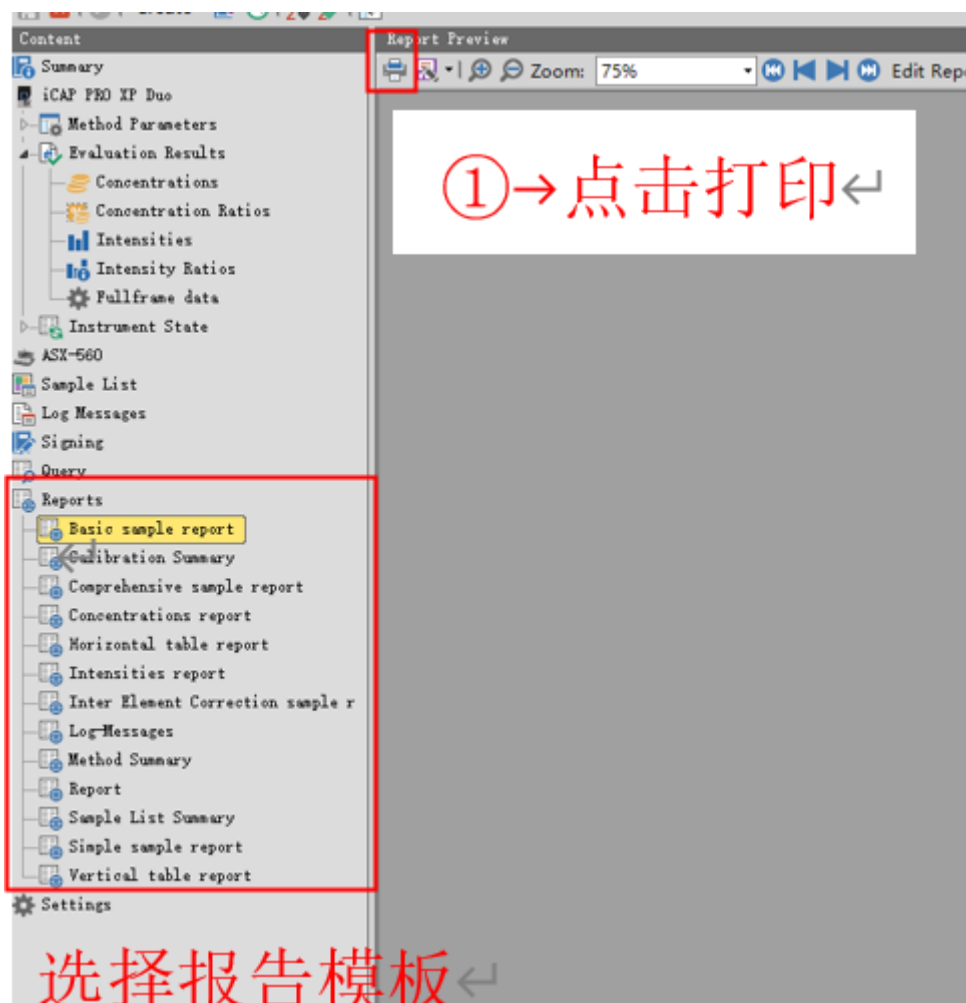 Create
Content
Report Preview
Summary
Zoom: 75%
Edit Rep
iCAP PRO XP Duo
Method Parameters
Evaluation Results
Concentrations
Concentration Ratios
Intensities
Intensity Ratios
Fullframe data
Instrument State
ASX-560
Sample List
Log Messages
Signing
Query
Reports
Basic sample report
Calibration Summary
Comprehensive sample report
Concentrations report
Horizontal table report
Intensities report
Inter Element Correction sample r
Log-Messages
Method Summary
Report
Sample List Summary
Simple sample report
Vertical table report
Settings
①→点击打印↵
选择报告模板↵